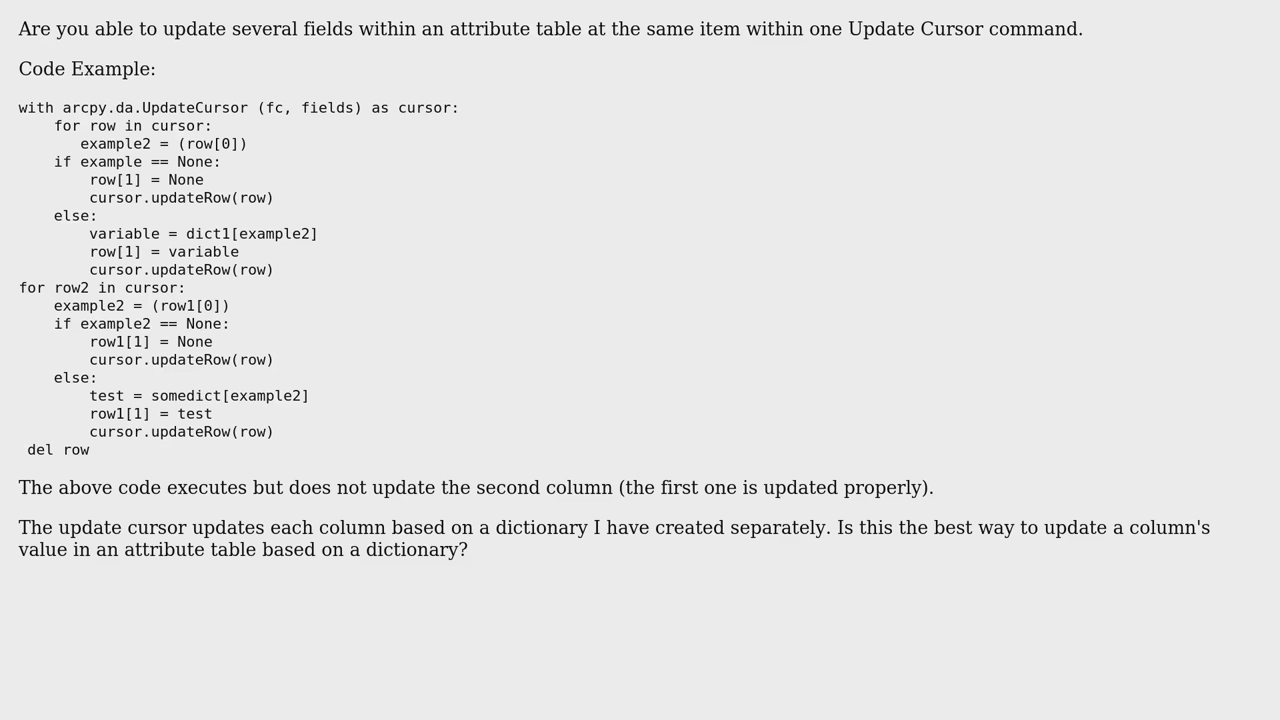 Are you able to update several fields within an attribute table at the same item within one Update Cursor command.
Code Example:
with arcpy.da.UpdateCursor (fc, fields) as cursor:
    for row in cursor:
       example2 = (row[0])
    if example == None:
        row[1] = None
        cursor.updateRow(row)
    else:
        variable = dict1[example2]
        row[1] = variable
        cursor.updateRow(row)
for row2 in cursor:
    example2 = (row1[0])
    if example2 == None:
        row1[1] = None
        cursor.updateRow(row)
    else:
        test = somedict[example2]
        row1[1] = test
        cursor.updateRow(row)
 del row
The above code executes but does not update the second column (the first one is updated properly).
The update cursor updates each column based on a dictionary I have created separately. Is this the best way to update a column's
value in an attribute table based on a dictionary?